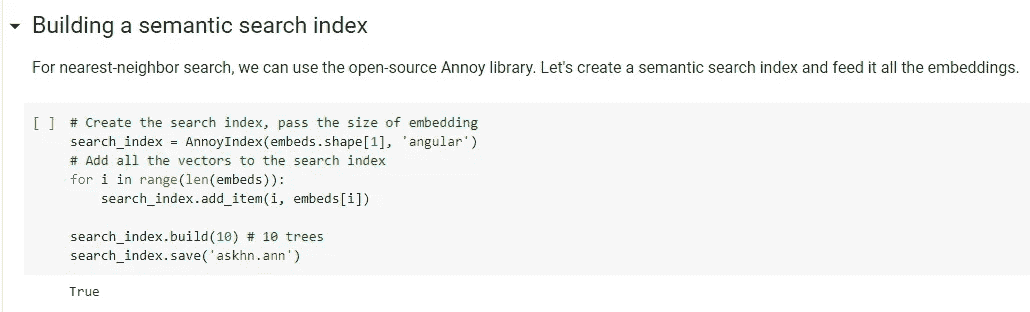 Building a semantic search index
For nearest-neighbor search, we can use the open-source Annoy library. Let's create a semantic search index and feed it all the embeddings.
[ ] # Create the search index, pass the size of embedding
search_index = AnnoyIndex(embeds.shape[1], 'angular')
# Add all the vectors to the search index
for i in range(len(embeds)):
    search_index.add_item(i, embeds[i])
search_index.build(10) # 10 trees
search_index.save('askhn.ann')
True